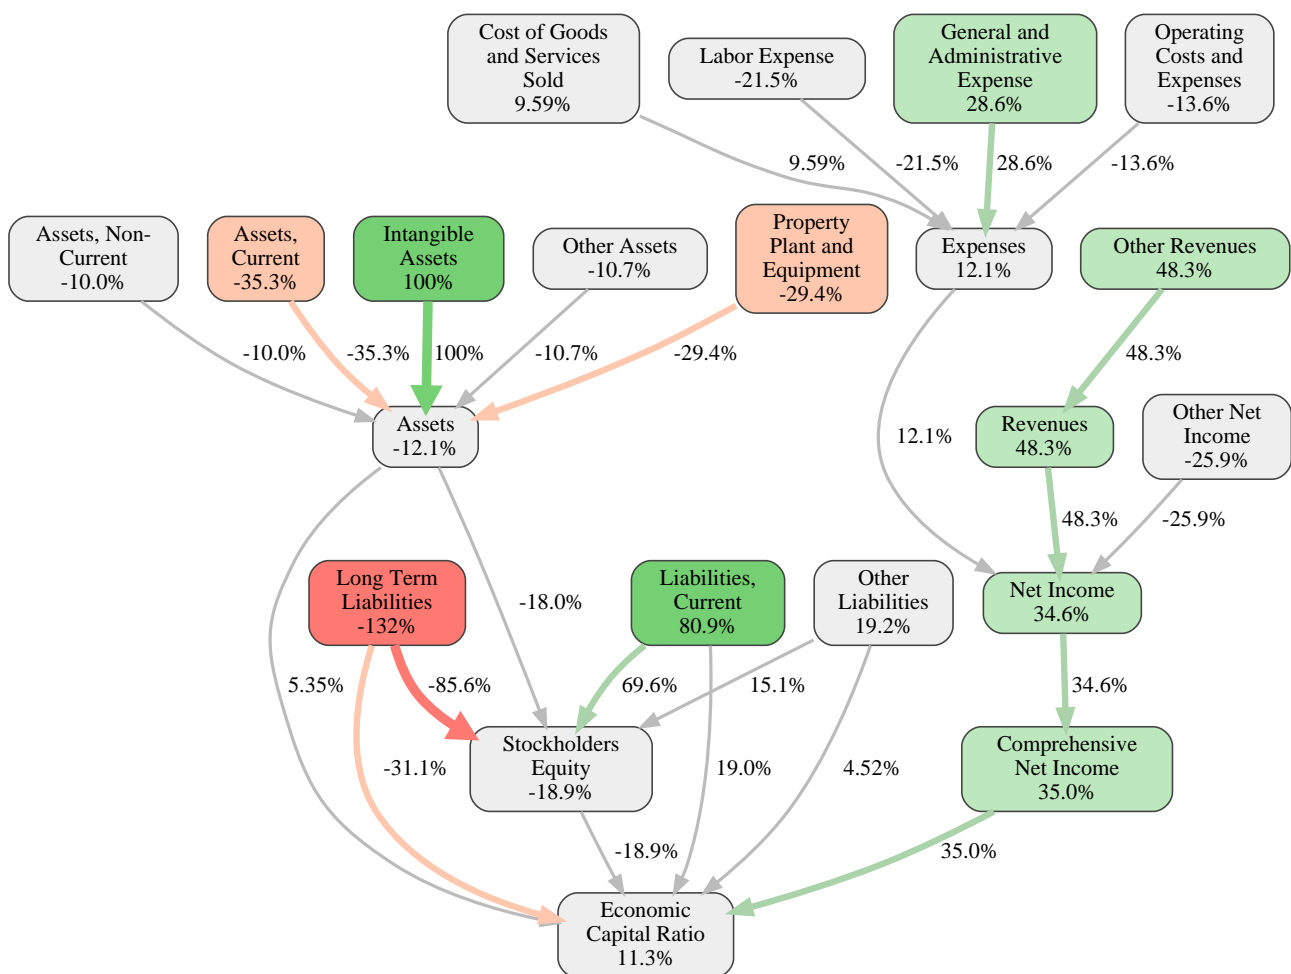 Cost of Goods
and Services
Sold
9.59%
Labor Expense
-21.5%
General and
Administrative
Expense
28.6%
Operating
Costs and
Expenses
-13.6%
9.59%
-21.5%
28.6%
-13.6%
Assets, Non-
Current
-10.0%
Assets,
Current
-35.3%
Intangible
Assets
100%
Other Assets
-10.7%
Property
Plant and
Equipment
-29.4%
Expenses
12.1%
Other Revenues
48.3%
-10.0%
-35.3%
100%
-10.7%
-29.4%
48.3%
Assets
-12.1%
12.1%
Revenues
48.3%
Other Net
Income
-25.9%
48.3%
-25.9%
Long Term
Liabilities
-132%
-18.0%
Liabilities,
Current
80.9%
Other
Liabilities
19.2%
Net Income
34.6%
5.35%
-85.6%
69.6%
15.1%
34.6%
Stockholders
Equity
-18.9%
Comprehensive
Net Income
35.0%
-31.1%
19.0%
4.52%
-18.9%
35.0%
Economic
Capital Ratio
11.3%